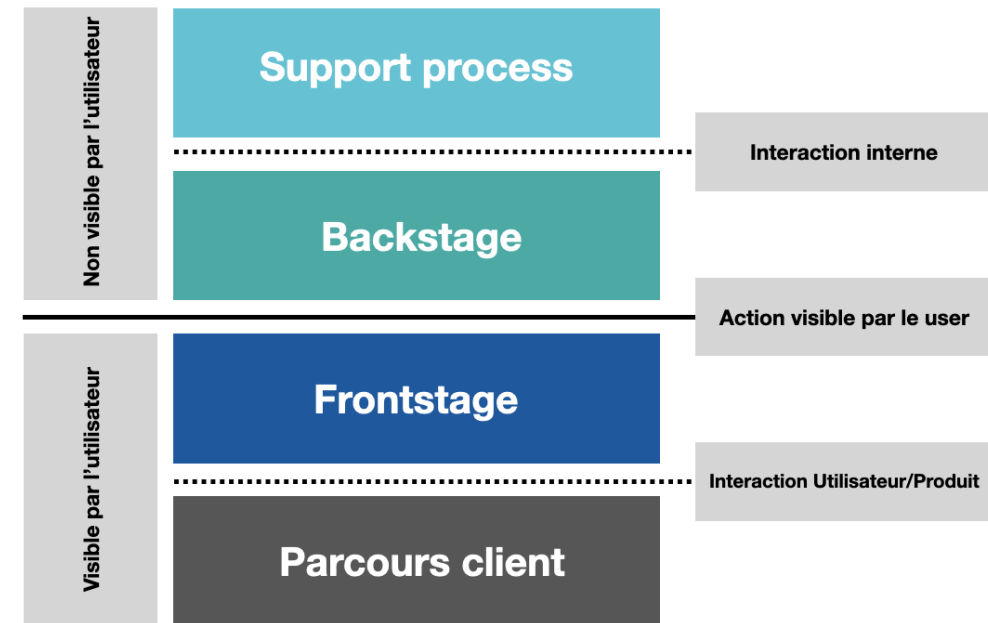 Non visible par l'utilisateur
Support process
Interaction interne
Backstage
Action visible par le user
Visible par l'utilisateur
Frontstage
Interaction Utilisateur/Produit
Parcours client